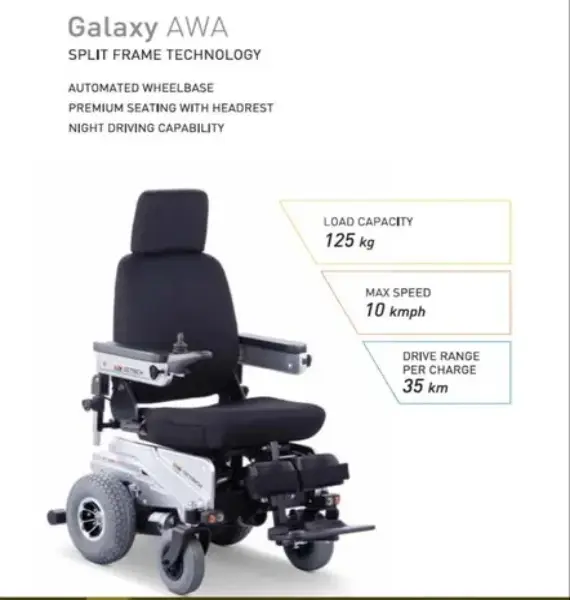 Galaxy AWA
SPLIT FRAME TECHNOLOGY
AUTOMATED WHEELBASE
PREMIUM SEATING WITH HEADREST
NIGHT DRIVING CAPABILITY
LOAD CAPACITY
125 kg
MAX SPEED
10 kmph
DRIVE RANGE
PER CHARGE
35 km